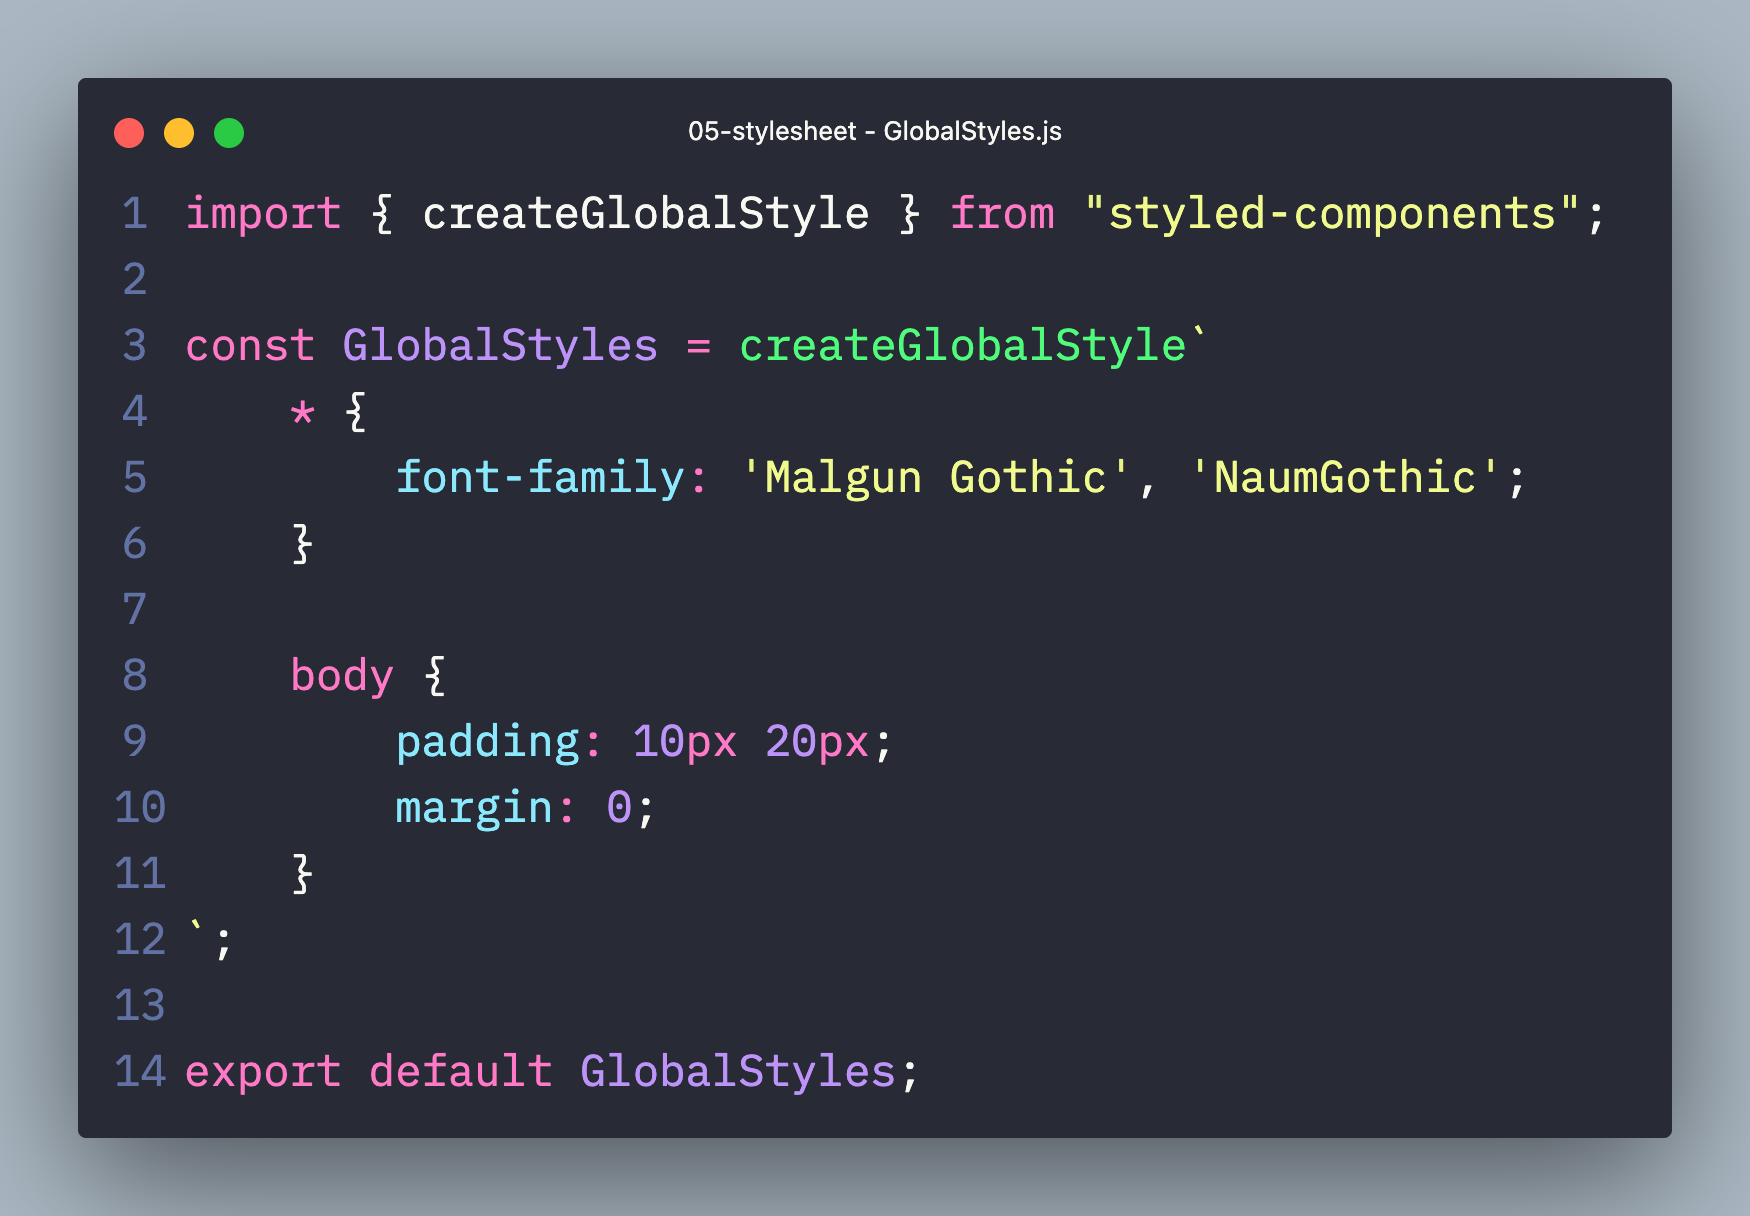 05-stylesheet - GlobalStyles.js
1 import { createGlobalStyle } from "styled-components";
2
3 const GlobalStyles = createGlobalStyle`
4     * {
5         font-family: 'Malgun Gothic', 'NaumGothic';
6     }
7
8     body {
9         padding: 10px 20px;
10         margin: 0;
11     }
12 `;
13
14 export default GlobalStyles;